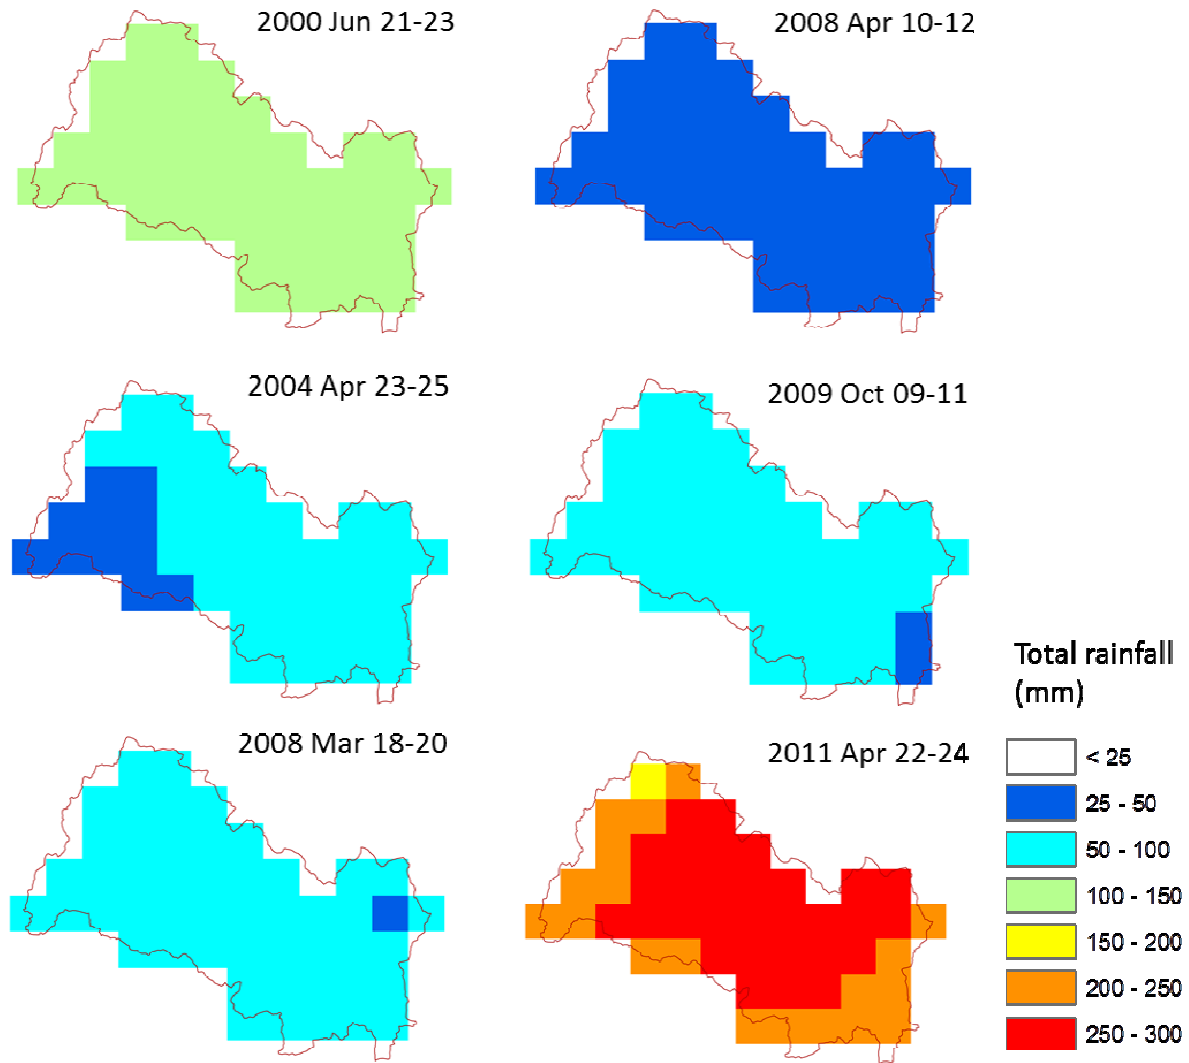 2000 Jun 21-23
2008 Apr 10-12
2004 Apr 23-25
2009 Oct 09-11
2008 Mar 18-20
2011 Apr 22-24
Total rainfall
(mm)
< 25
25 - 50
50 - 100
100 - 150
150 - 200
200 - 250
250 - 300